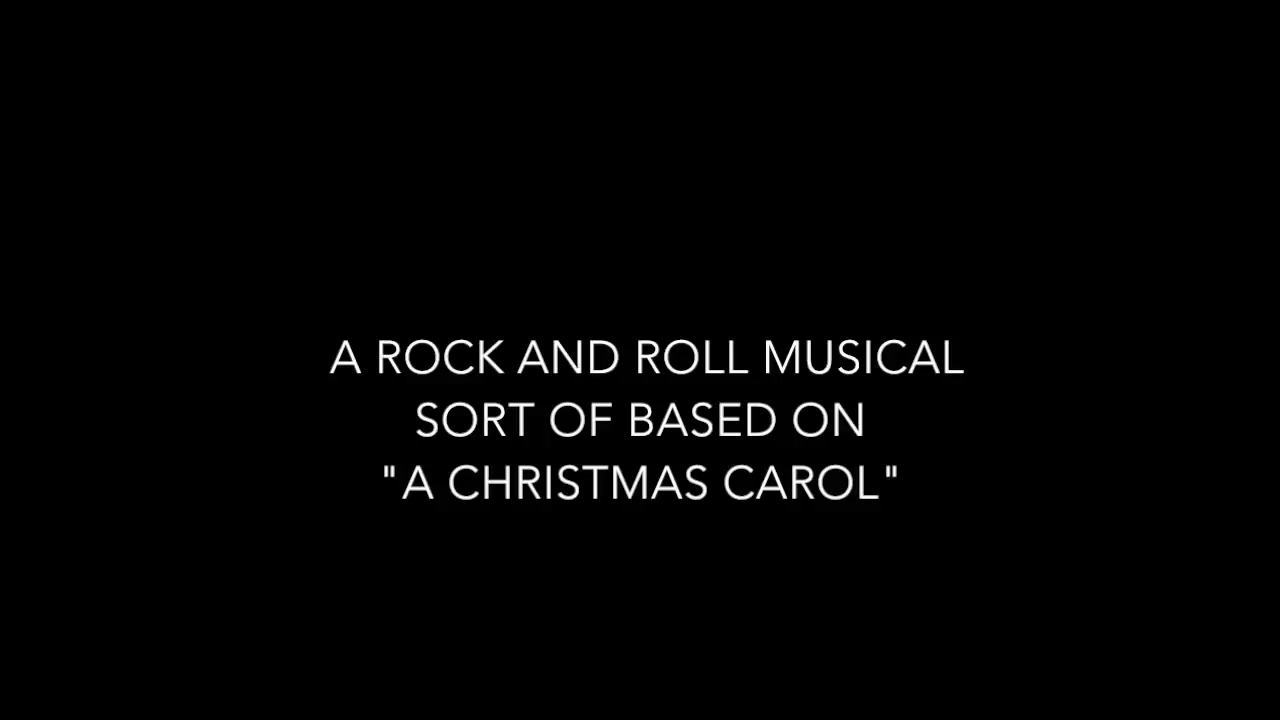 A ROCK AND ROLL MUSICAL
SORT OF BASED ON
"A CHRISTMAS CAROL"